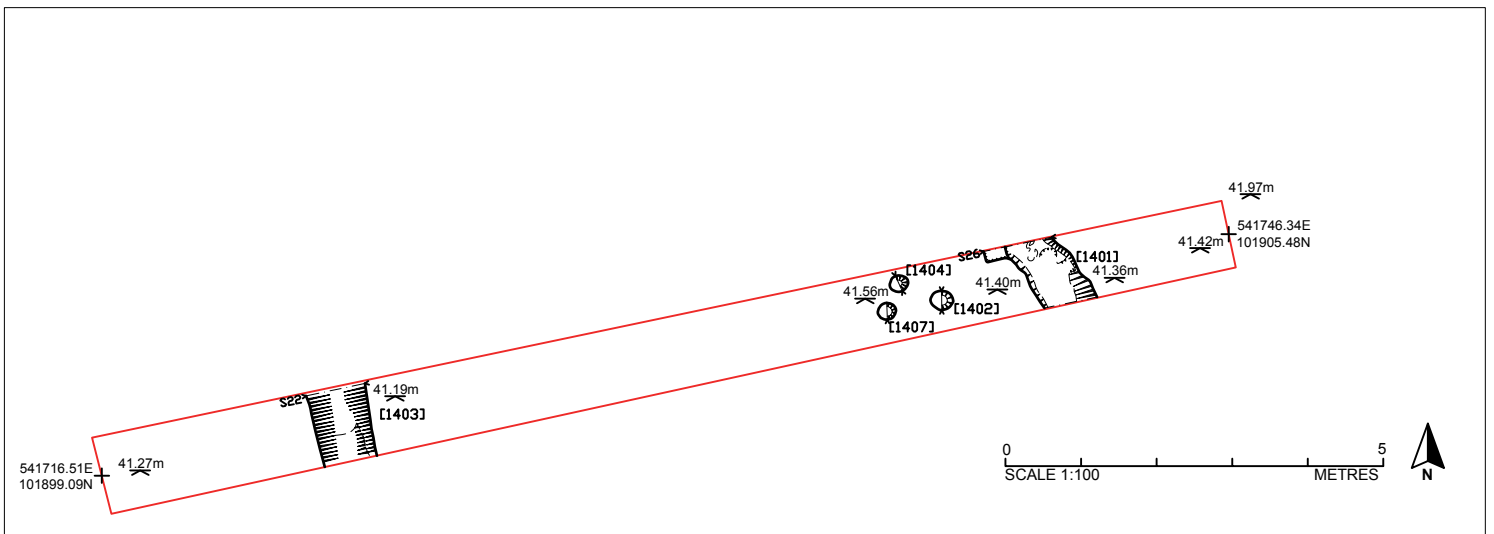 41.97m
541746.34E
101905.48N
41.42m
S26
[1401]
41.36m
[1404]
41.40m
41.56m
[1402]
[1407]
41.19m
S22
[1403]
541716.51E
101899.09N
41.27m
0 5
SCALE 1:100 METRES
N